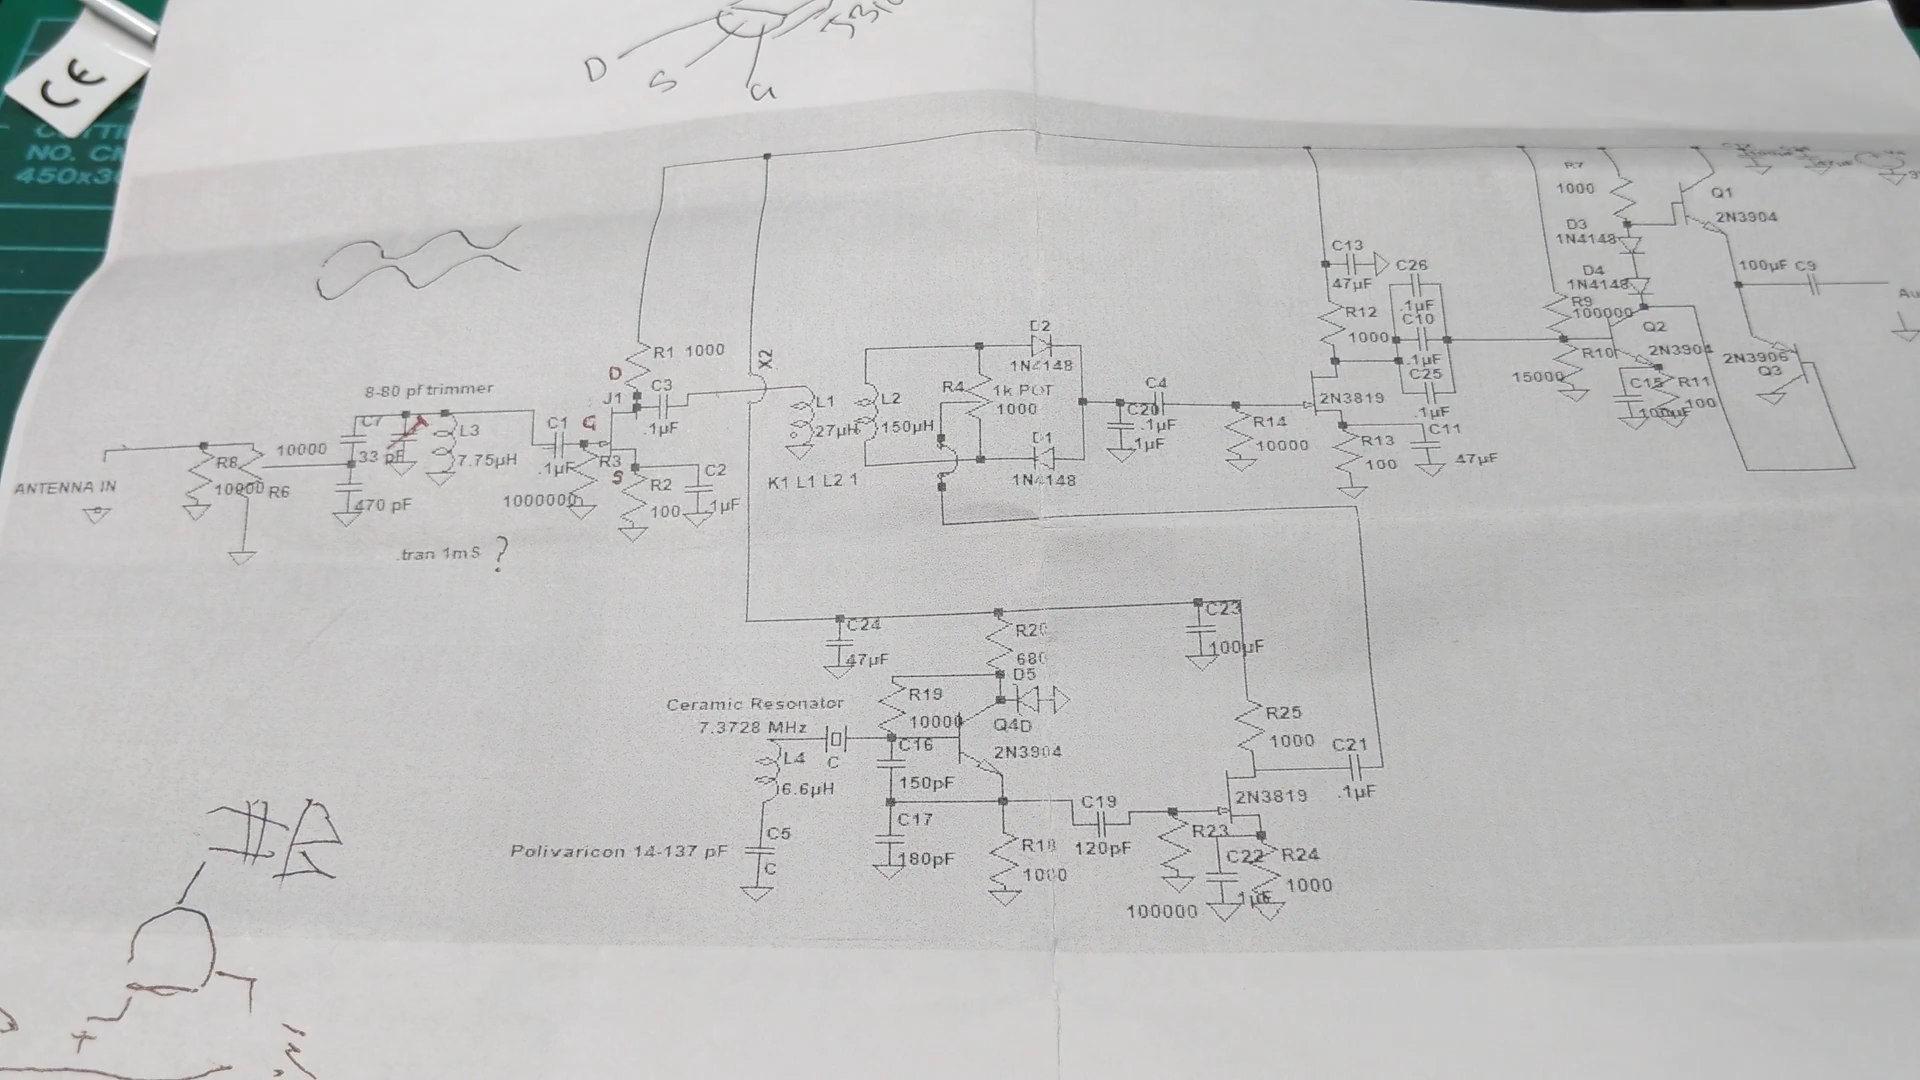 CE
NO.
450x3
D
S
G
R7
1000
Q1
2N3904
D3
1N4148
C13
47µF
C26
.1µF
D4
1N4148
100µF C9
R9
100000
R12
1000
C10
.1µF
Q2
2N3904
D2
1N4148
R1 1000
X2
D
8-80 pf trimmer
J1
C3
.1µF
C7
33 pF
L3
7.75µH
G
C1
.1µF
L1
27µH
L2
150µH
R4
1k POT
1000
C4
.1µF
C20
.1µF
2N3819
C25
.1µF
R10
15000
C15
100µF
R11
100
2N3906
Q3
10000
R8
10000
R6
ANTENNA IN
470 pF
R3
1000000
S
R2
100
C2
.1µF
K1 L1 L2 1
D1
1N4148
R14
10000
R13
100
C11
47µF
.tran 1mS ?
C24
47µF
R20
680
C23
100µF
D5
D
Ceramic Resonator
7.3728 MHz
R19
10000
Q4
2N3904
C
L4
6.6µH
C16
150pF
R25
1000
C21
.1µF
2N3819
C5
C
Polivaricon 14-137 pF
C17
180pF
R18
1000
C19
120pF
R23
100000
C22
.1µF
R24
1000
+